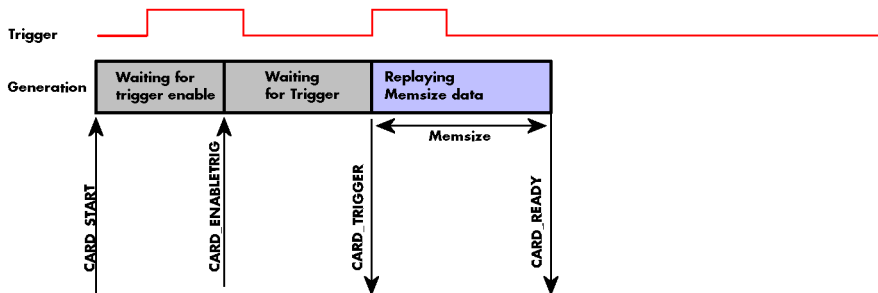 Trigger
Generation
Waiting for
trigger enable
Waiting
for Trigger
Replaying
Memsize data
Memsize
CARD_START
CARD_ENABLETRIG
CARD_TRIGGER
CARD_READY